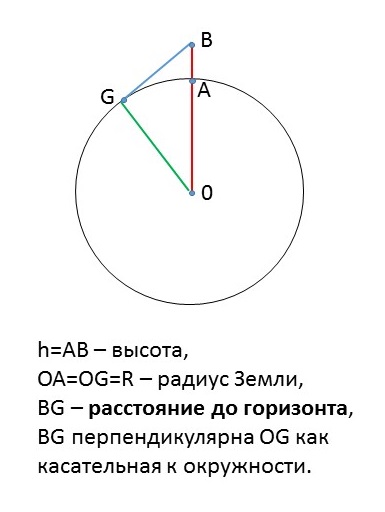 B
A
G
0
h=AB – высота,
OA=OG=R – радиус Земли,
BG – расстояние до горизонта,
BG перпендикулярна OG как
касательная к окружности.